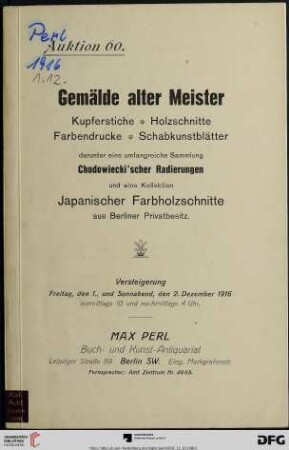 Perl
1916
1.12.
Auktion 60.
Gemälde alter Meister
Kupferstiche Holzschnitte
Farbendrucke Schabkunstblätter
darunter eine umfangreiche Sammlung
Chodowiecki'scher Radierungen
und eine Kollektion
Japanischer Farbholzschnitte
aus Berliner Privatbesitz.
Versteigerung
Freitag, den 1., und Sonnabend, den 2. Dezember 1916
vormittags 10 und nachmittags 4 Uhr.
MAX PERL
Buch- und Kunst-Antiquariat
Leipziger Straße 89 Berlin SW. Eing. Markgrafenstr.
Fernsprecher: Amt Zentrum Nr.
UNIVERSITÄTS-
BIBLIOTHEK
HEIDELBERG
DFG